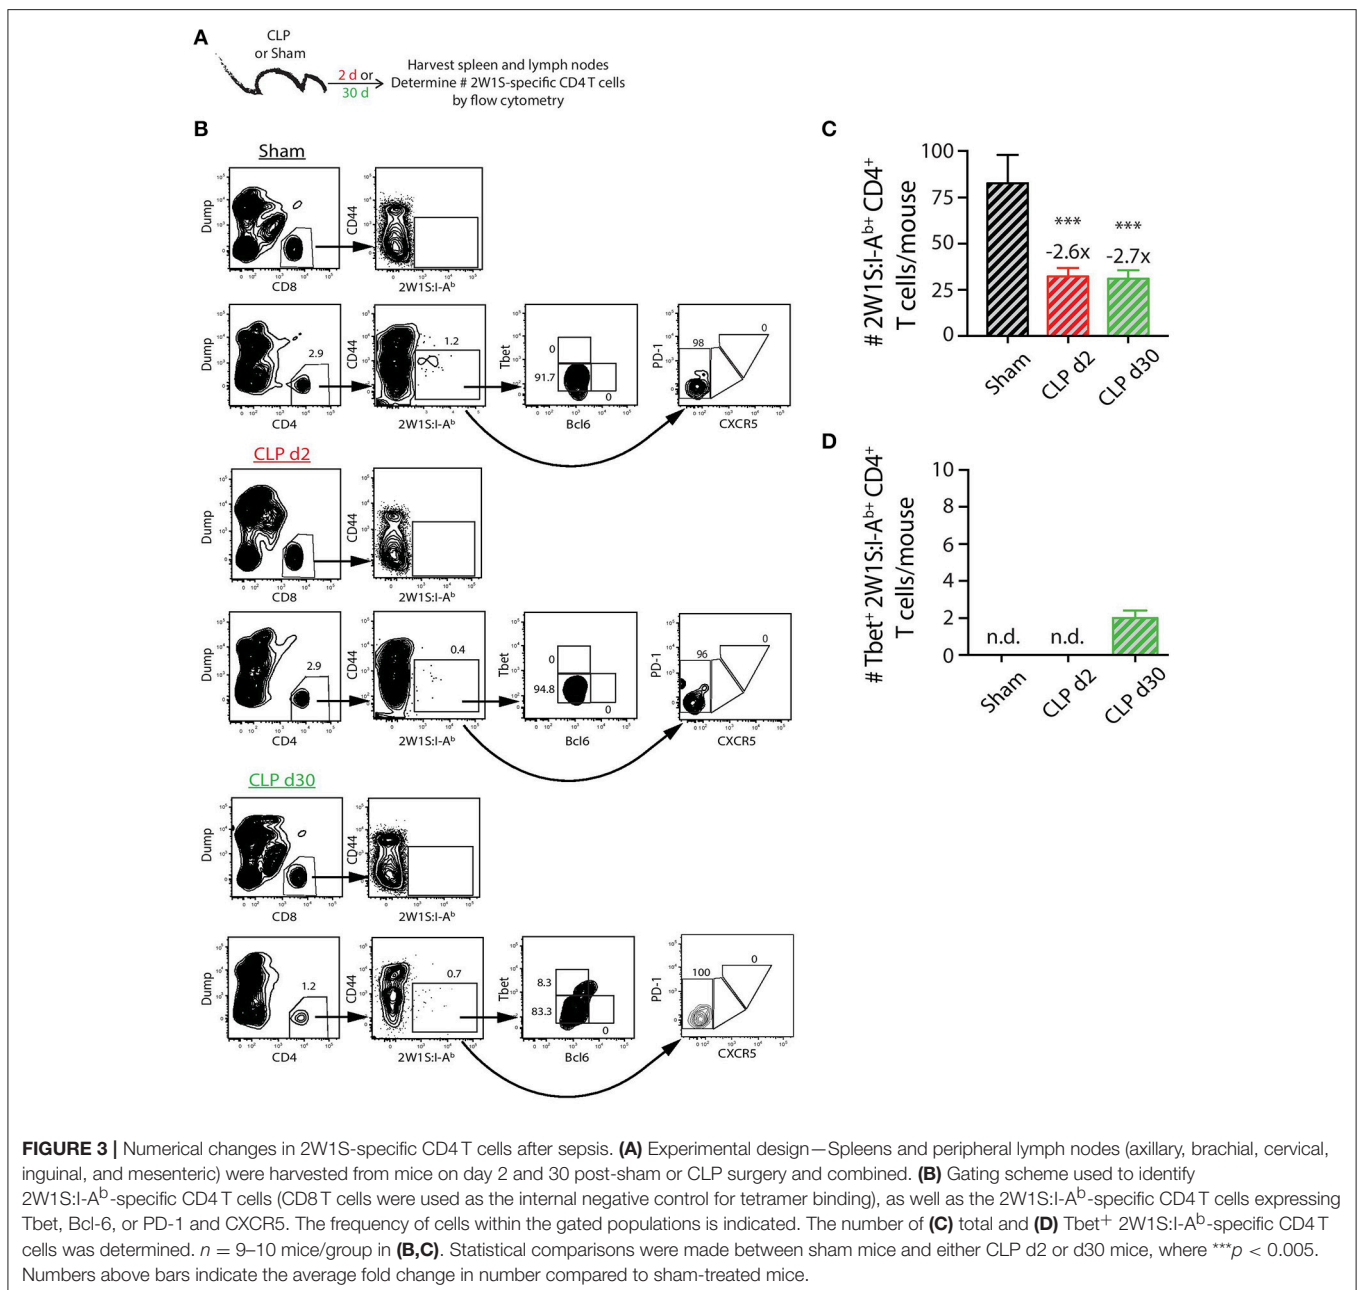 A
CLP
or Sham
2 d or
30 d
Harvest spleen and lymph nodes
Determine # 2W1S-specific CD4 T cells
by flow cytometry
B
Sham
Dump
CD8
CD44
2W1S:I-Aᵇ
Dump
2.9
CD4
CD44
1.2
2W1S:I-Aᵇ
Tbet
0
91.7
0
Bcl6
PD-1
98
0
CXCR5
CLP d2
Dump
CD8
CD44
2W1S:I-Aᵇ
Dump
2.9
CD4
CD44
0.4
2W1S:I-Aᵇ
Tbet
0
94.8
0
Bcl6
PD-1
96
0
CXCR5
CLP d30
Dump
CD8
CD44
2W1S:I-Aᵇ
Dump
1.2
CD4
CD44
0.7
2W1S:I-Aᵇ
Tbet
8.3
83.3
0
Bcl6
PD-1
100
0
CXCR5
C
# 2W1S:I-Aᵇ⁺ CD4⁺
T cells/mouse
100
75
50
25
0
***
-2.6x
***
-2.7x
Sham
CLP d2
CLP d30
D
# Tbet⁺ 2W1S:I-Aᵇ⁺ CD4⁺
T cells/mouse
10
8
6
4
2
0
n.d.
n.d.
Sham
CLP d2
CLP d30
FIGURE 3 | Numerical changes in 2W1S-specific CD4 T cells after sepsis. (A) Experimental design—Spleens and peripheral lymph nodes (axillary, brachial, cervical,
inguinal, and mesenteric) were harvested from mice on day 2 and 30 post-sham or CLP surgery and combined. (B) Gating scheme used to identify
2W1S:I-Aᵇ-specific CD4 T cells (CD8 T cells were used as the internal negative control for tetramer binding), as well as the 2W1S:I-Aᵇ-specific CD4 T cells expressing
Tbet, Bcl-6, or PD-1 and CXCR5. The frequency of cells within the gated populations is indicated. The number of (C) total and (D) Tbet⁺ 2W1S:I-Aᵇ-specific CD4 T
cells was determined. n = 9–10 mice/group in (B,C). Statistical comparisons were made between sham mice and either CLP d2 or d30 mice, where ***p < 0.005.
Numbers above bars indicate the average fold change in number compared to sham-treated mice.